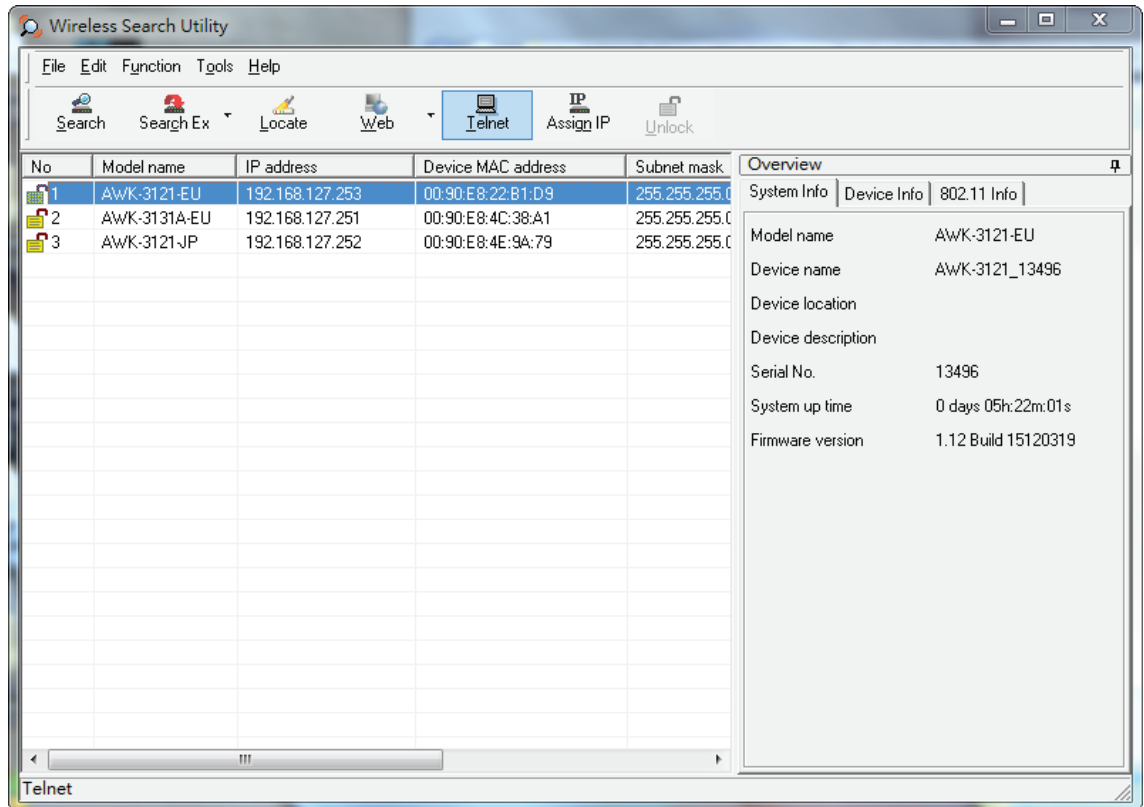 Wireless Search Utility
File Edit Function Tools Help
Search Search Ex Locate Web Telnet IP Assign IP Unlock
No Model name IP address Device MAC address Subnet mask
1 AWK-3121-EU 192.168.127.253 00:90:E8:22:B1:D9 255.255.255.0
2 AWK-3131A-EU 192.168.127.251 00:90:E8:4C:38:A1 255.255.255.0
3 AWK-3121-JP 192.168.127.252 00:90:E8:4E:9A:79 255.255.255.0
Overview
System Info Device Info 802.11 Info
Model name AWK-3121-EU
Device name AWK-3121_13496
Device location
Device description
Serial No. 13496
System up time 0 days 05h:22m:01s
Firmware version 1.12 Build 15120319
Telnet